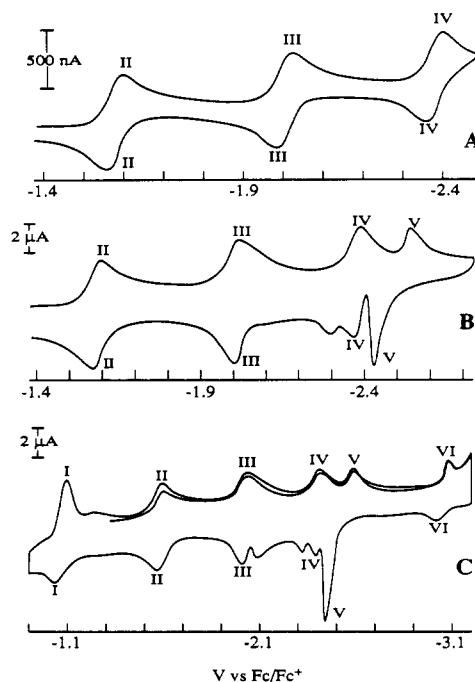 500 nA
II III IV
II III IV
A
-1.4 -1.9 -2.4
2 μA
II III IV V
II III IV V
B
-1.4 -1.9 -2.4
2 μA
I II III IV V VI
I II III IV V VI
C
-1.1 -2.1 -3.1
V vs Fc/Fc⁺